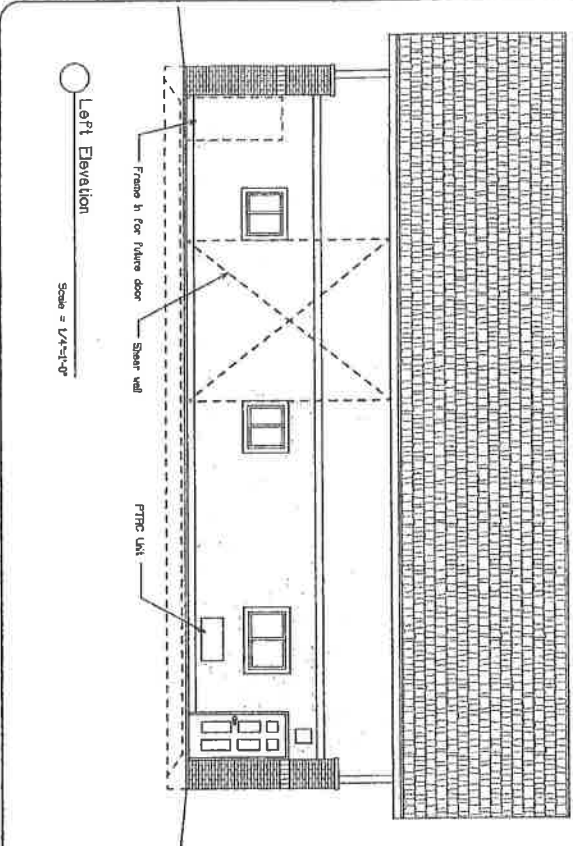 Frame in for future door
Shear wall
PTAC Unit
Left Elevation
Scale = 1/4"=1'-0"